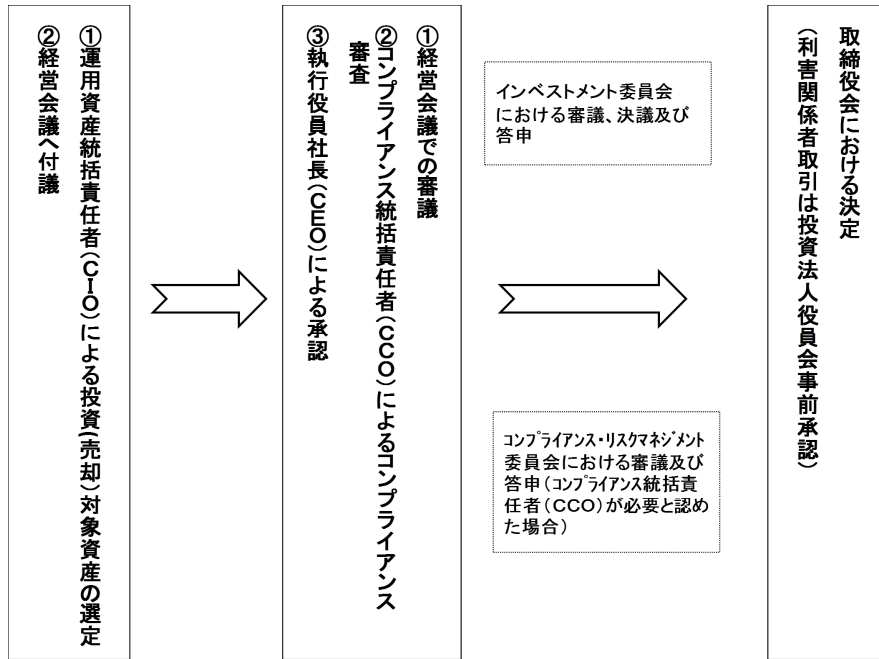 ①運用資産統括責任者(CIO)による投資(売却)対象資産の選定
②経営会議へ付議
①経営会議での審議
②コンプライアンス統括責任者(CCO)によるコンプライアンス
審査
③執行役員社長(CEO)による承認
インベストメント委員会
における審議、決議及び
答申
コンプライアンス・リスクマネジメント
委員会における審議及び
答申(コンプライアンス統括責
任者(CCO)が必要と認め
た場合)
取締役会における決定
(利害関係者取引は投資法人役員会事前承認)